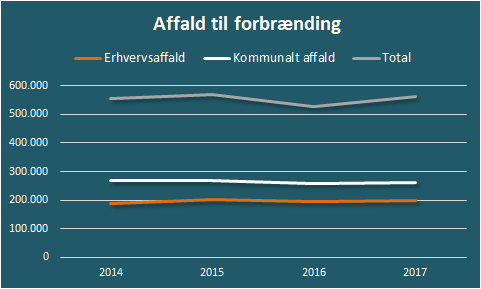 Affald til forbrænding
Erhvervsaffald Kommunalt affald Total
600.000
500.000
400.000
300.000
200.000
100.000
0
2014 2015 2016 2017